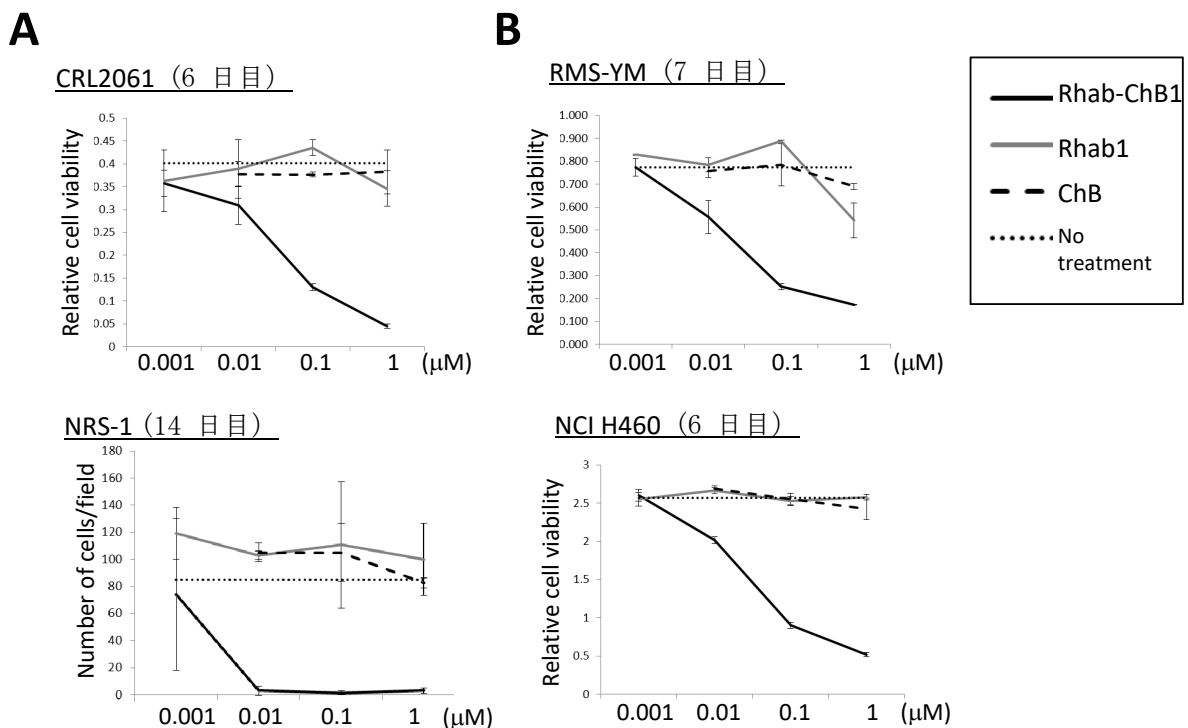 A
CRL2061 (6 日目)
Relative cell viability
0.5
0.45
0.4
0.35
0.3
0.25
0.2
0.15
0.1
0.05
0
0.001 0.01 0.1 1 (μM)
B
RMS-YM (7 日目)
Relative cell viability
1.000
0.900
0.800
0.700
0.600
0.500
0.400
0.300
0.200
0.100
0.000
0.001 0.01 0.1 1 (μM)
Rhab-ChB1
Rhab1
ChB
No
treatment
NRS-1 (14 日目)
Number of cells/field
180
160
140
120
100
80
60
40
20
0
0.001 0.01 0.1 1 (μM)
NCI H460 (6 日目)
Relative cell viability
3
2.5
2
1.5
1
0.5
0
0.001 0.01 0.1 1 (μM)